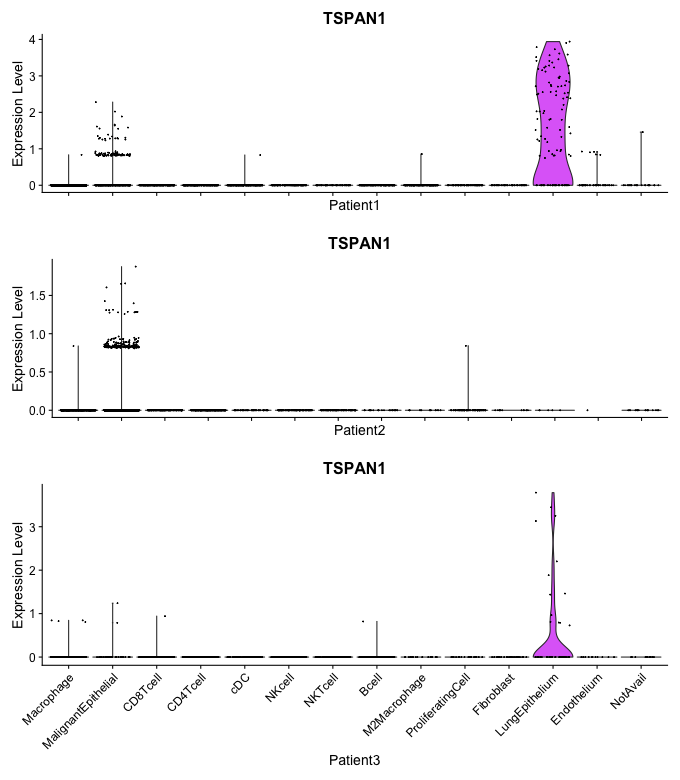 TSPAN1
Expression Level
4
3
2
1
0
Patient1
TSPAN1
Expression Level
1.5
1.0
0.5
0.0
Patient2
TSPAN1
Expression Level
3
2
1
0
Macrophage
MalignantEpithelial
CD8Tcell
CD4Tcell
cDC
NKcell
NKTcell
Bcell
M2Macrophage
ProliferatingCell
Fibroblast
LungEpithelium
Endothelium
NotAvail
Patient3